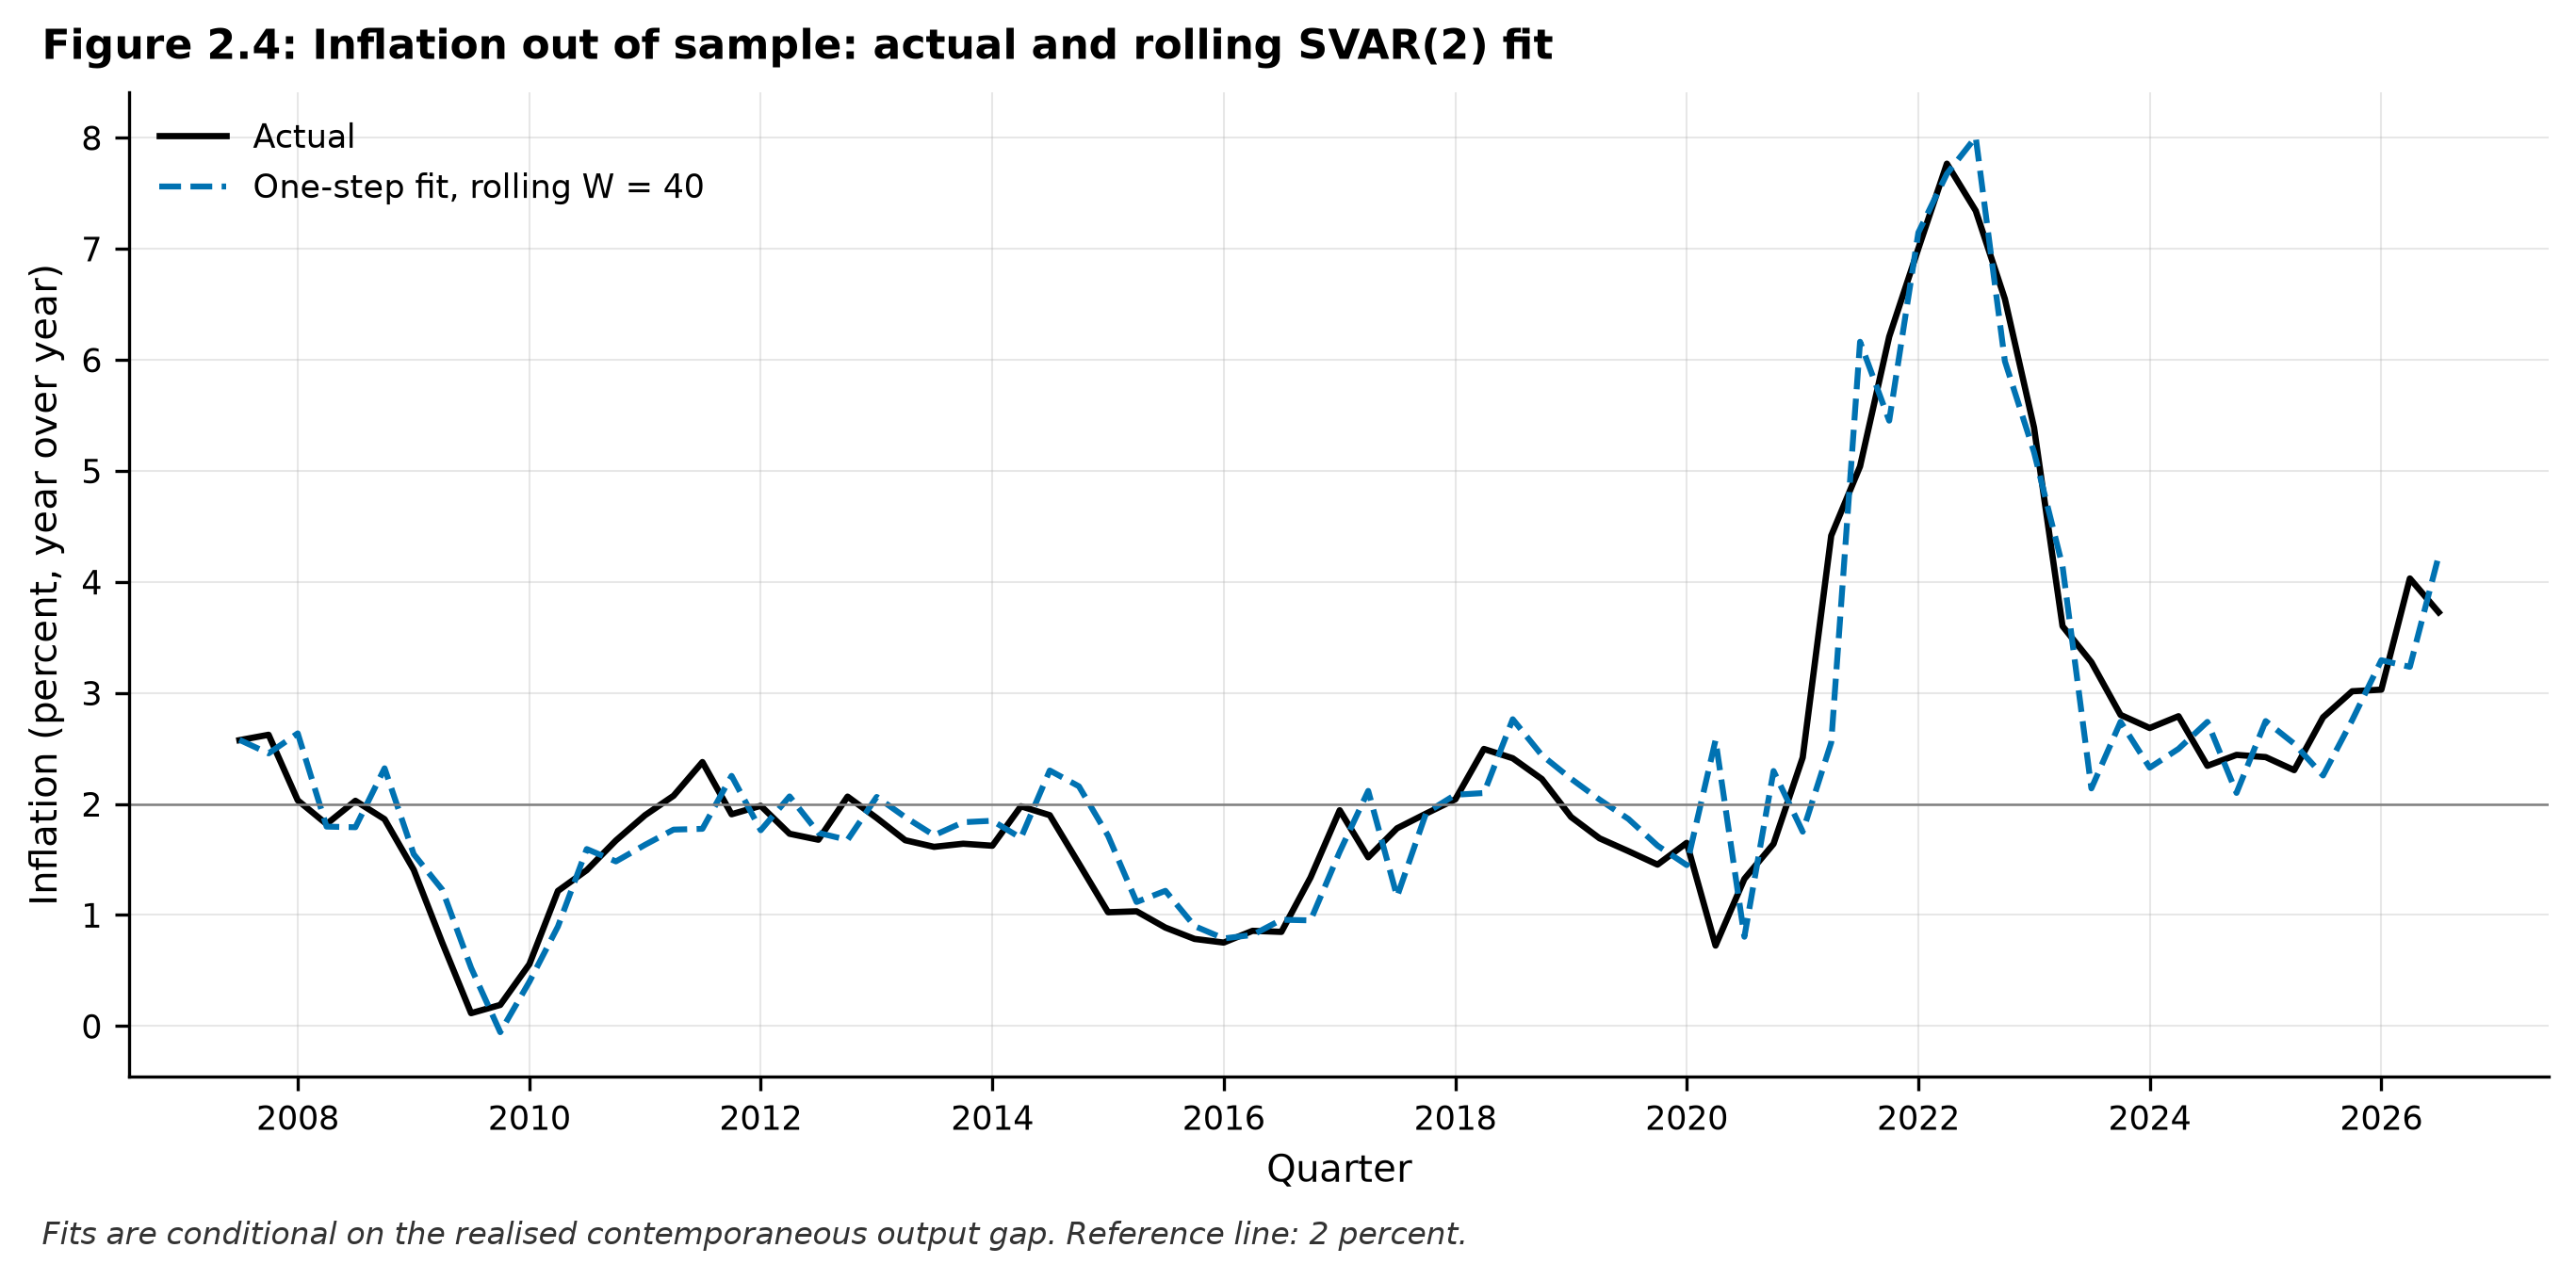 Figure 2.4: Inflation out of sample: actual and rolling SVAR(2) fit
Actual
One-step fit, rolling W = 40
Inflation (percent, year over year)
8
7
6
5
4
3
2
1
0
2008 2010 2012 2014 2016 2018 2020 2022 2024 2026
Quarter
Fits are conditional on the realised contemporaneous output gap. Reference line: 2 percent.